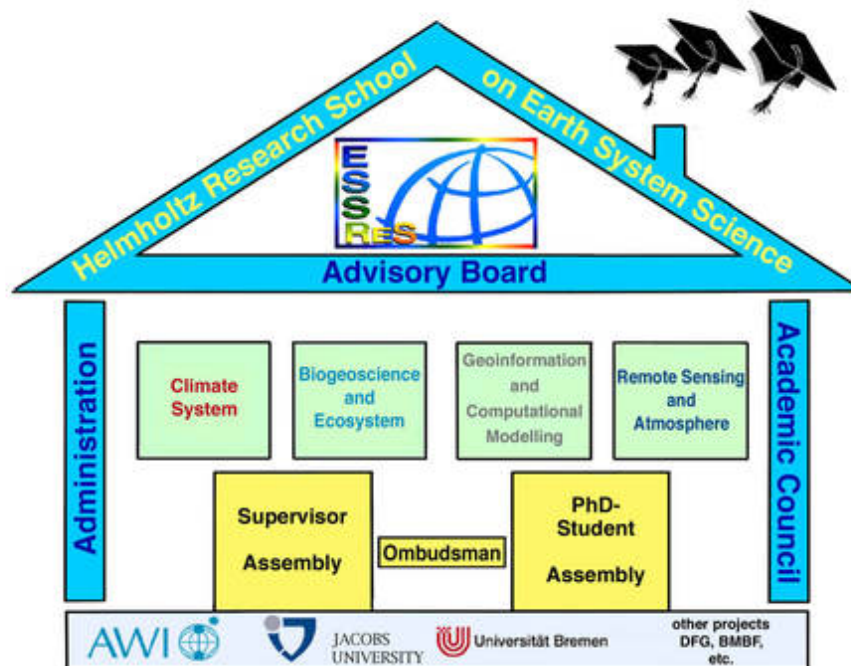 Helmholtz Research School
on Earth System Science
ESSReS
Advisory Board
Administration
Academic Council
Climate
System
Biogeoscience
and
Ecosystem
Geoinformation
and
Computational
Modelling
Remote Sensing
and
Atmosphere
Supervisor
Assembly
Ombudsman
PhD-
Student
Assembly
AWI
JACOBS
UNIVERSITY
Universität Bremen
other projects
DFG, BMBF,
etc.